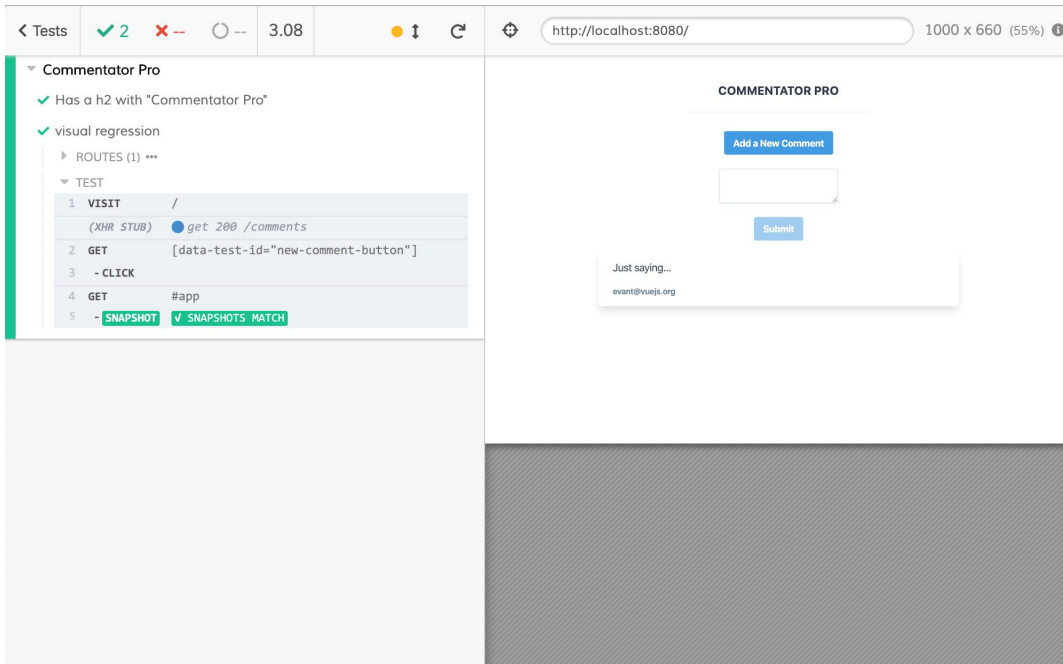 Tests 2 -- -- 3.08
http://localhost:8080/ 1000 x 660 (55%)
Commentator Pro
Has a h2 with "Commentator Pro"
visual regression
ROUTES (1) •••
TEST
1 VISIT /
(XHR STUB) get 200 /comments
2 GET [data-test-id="new-comment-button"]
3 - CLICK
4 GET #app
5 - SNAPSHOT √ SNAPSHOTS MATCH
COMMENTATOR PRO
Add a New Comment
Submit
Just saying...
evant@vuejs.org